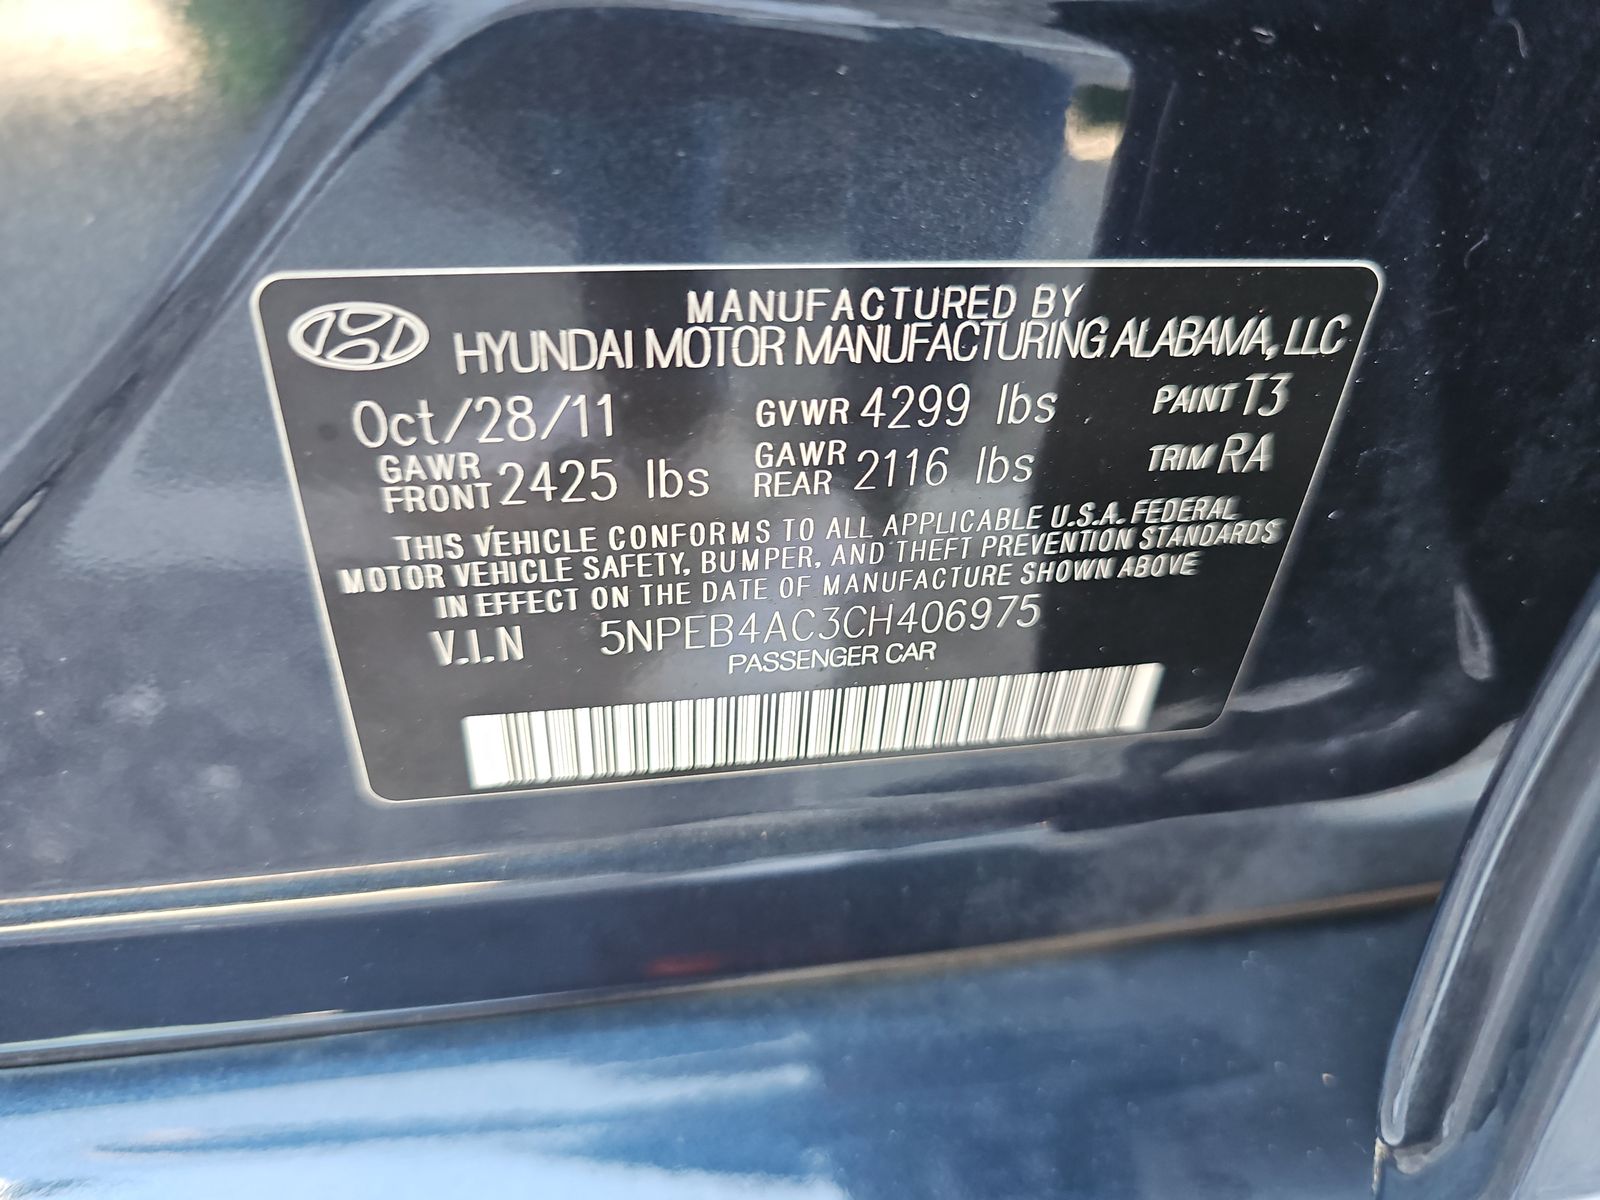 MANUFACTURED BY
HYUNDAI MOTOR MANUFACTURING ALABAMA, LLC
Oct/28/11 GVWR 4299 lbs PAINT T3
GAWR FRONT 2425 lbs GAWR REAR 2116 lbs TRIM RA
THIS VEHICLE CONFORMS TO ALL APPLICABLE U.S.A. FEDERAL
MOTOR VEHICLE SAFETY, BUMPER, AND THEFT PREVENTION STANDARDS
IN EFFECT ON THE DATE OF MANUFACTURE SHOWN ABOVE
V.I.N 5NPEB4AC3CH406975
PASSENGER CAR